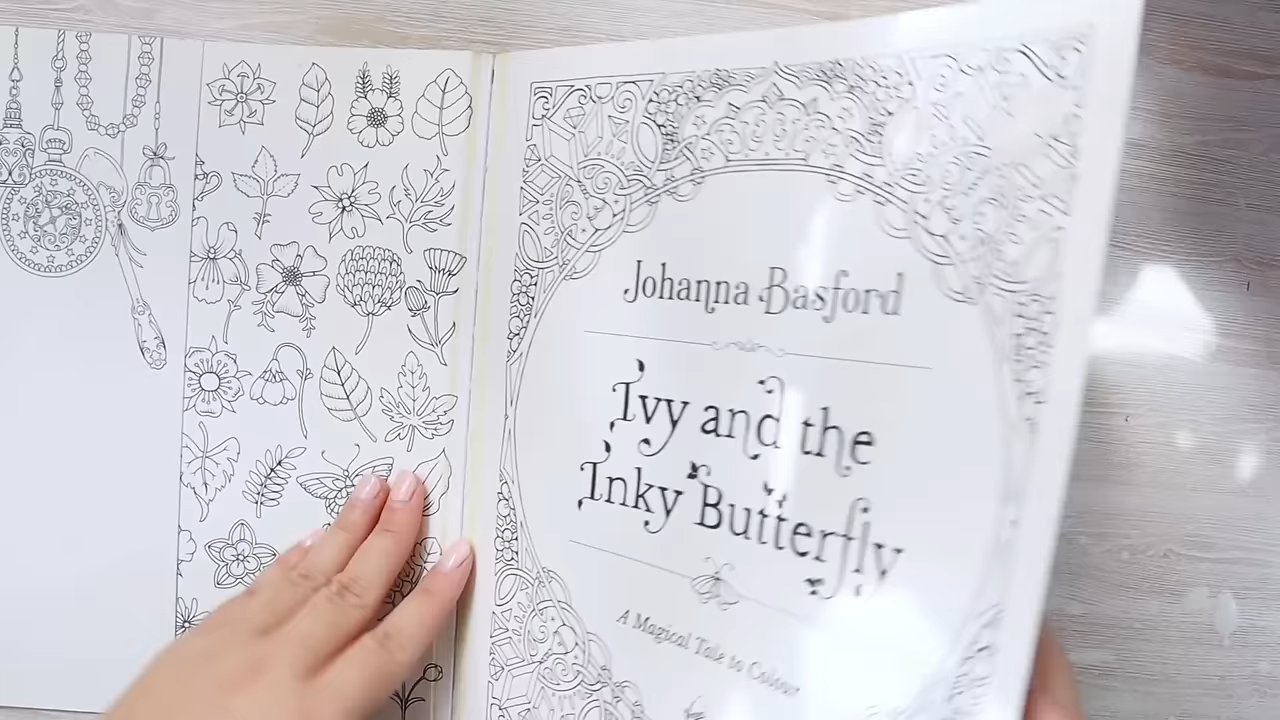 Johanna Basford
Ivy and the
Inky Butterfly
A Magical Tale to Colour